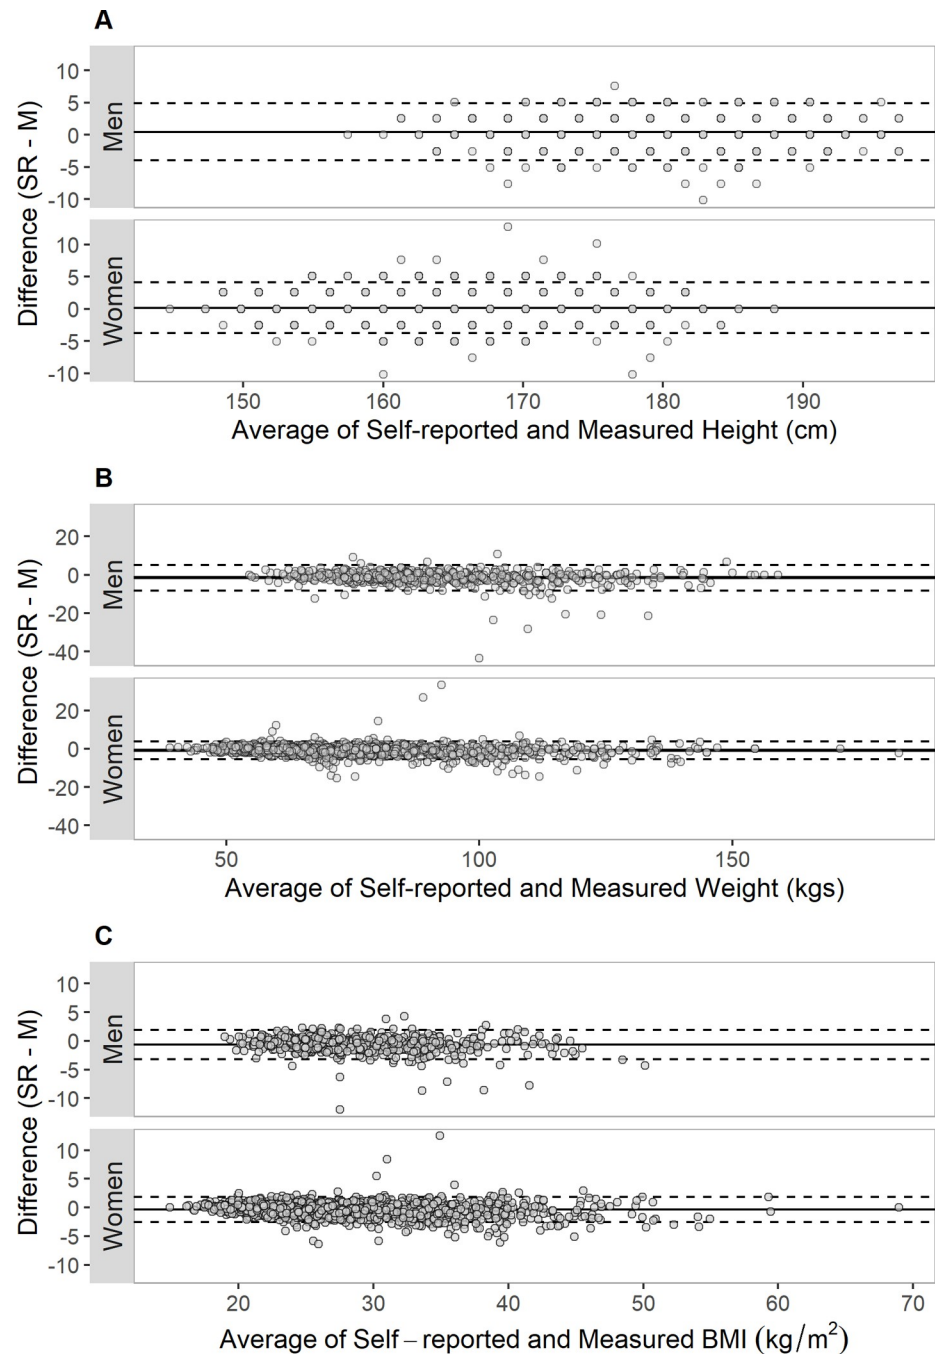 A
Difference (SR - M)
Men
10
5
0
-5
-10
Women
10
5
0
-5
-10
150 160 170 180 190
Average of Self-reported and Measured Height (cm)
B
Difference (SR - M)
Men
20
0
-20
-40
Women
20
0
-20
-40
50 100 150
Average of Self-reported and Measured Weight (kgs)
C
Difference (SR - M)
Men
10
5
0
-5
-10
Women
10
5
0
-5
-10
20 30 40 50 60 70
Average of Self−reported and Measured BMI (kg/m²)